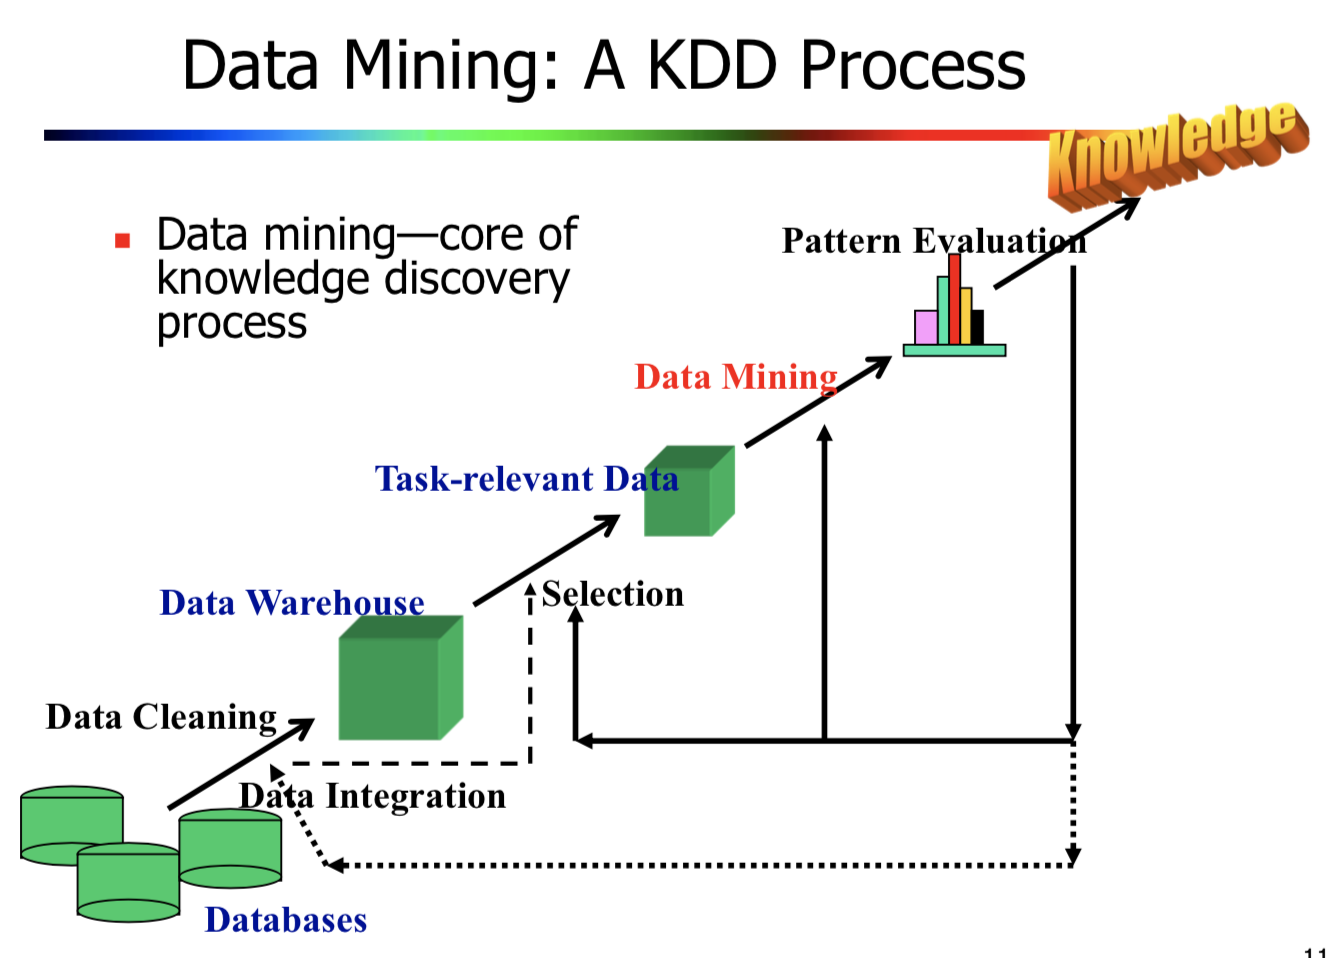 Data Mining: A KDD Process
Knowledge
Data mining—core of
knowledge discovery
process
Pattern Evaluation
Data Mining
Task-relevant Data
Selection
Data Warehouse
Data Cleaning
Data Integration
Databases
11